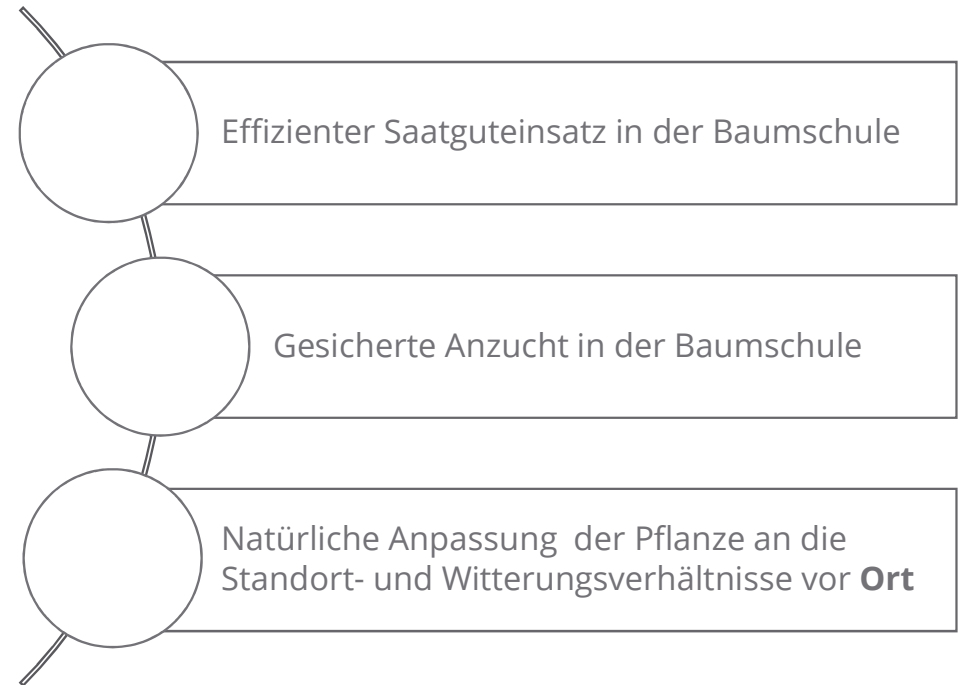 Effizienter Saatguteinsatz in der Baumschule
Gesicherte Anzucht in der Baumschule
Natürliche Anpassung  der Pflanze an die
Standort- und Witterungsverhältnisse vor Ort